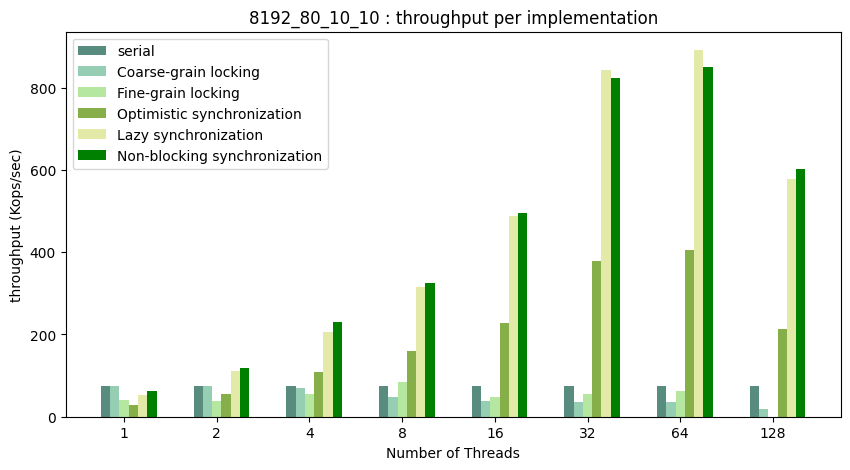 8192_80_10_10 : throughput per implementation
serial
Coarse-grain locking
Fine-grain locking
Optimistic synchronization
Lazy synchronization
Non-blocking synchronization
throughput (Kops/sec)
800
600
400
200
0
1 2 4 8 16 32 64 128
Number of Threads